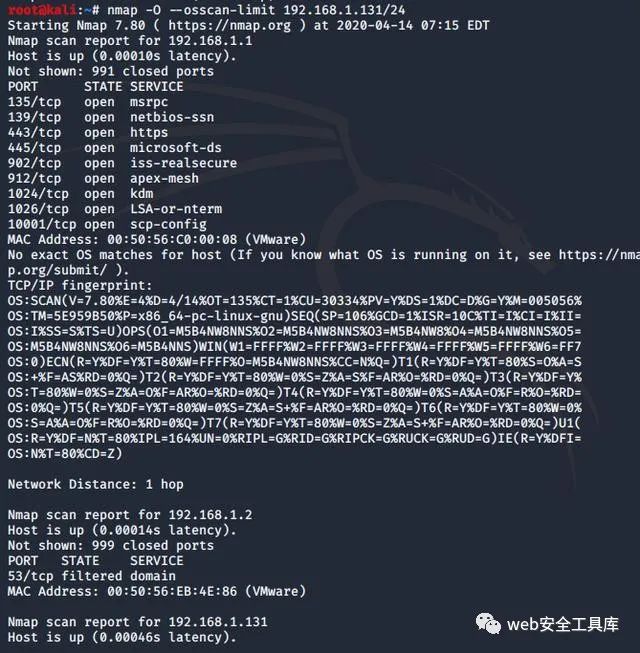 root@kali:~# nmap -O --osscan-limit 192.168.1.131/24
Starting Nmap 7.80 ( https://nmap.org ) at 2020-04-14 07:15 EDT
Nmap scan report for 192.168.1.1
Host is up (0.00010s latency).
Not shown: 991 closed ports
PORT      STATE SERVICE
135/tcp   open  msrpc
139/tcp   open  netbios-ssn
443/tcp   open  https
445/tcp   open  microsoft-ds
902/tcp   open  iss-realsecure
912/tcp   open  apex-mesh
1024/tcp  open  kdm
1026/tcp  open  LSA-or-nterm
10001/tcp open  scp-config
MAC Address: 00:50:56:C0:00:08 (VMware)
No exact OS matches for host (If you know what OS is running on it, see https://nma
p.org/submit/ ).
TCP/IP fingerprint:
OS:SCAN(V=7.80%E=4%D=4/14%OT=135%CT=1%CU=30334%PV=Y%DS=1%DC=D%G=Y%M=005056%
OS:TM=5E959B50%P=x86_64-pc-linux-gnu)SEQ(SP=106%GCD=1%ISR=10C%TI=I%CI=I%II=
OS:I%SS=S%TS=U)OPS(O1=M5B4NW8NNS%O2=M5B4NW8NNS%O3=M5B4NW8%O4=M5B4NW8NNS%O5=
OS:M5B4NW8NNS%O6=M5B4NNS)WIN(W1=FFFF%W2=FFFF%W3=FFFF%W4=FFFF%W5=FFFF%W6=FF7
OS:0)ECN(R=Y%DF=Y%T=80%W=FFFF%O=M5B4NW8NNS%CC=N%Q=)T1(R=Y%DF=Y%T=80%S=O%A=S
OS:+%F=AS%RD=0%Q=)T2(R=Y%DF=Y%T=80%W=0%S=Z%A=S%F=AR%O=%RD=0%Q=)T3(R=Y%DF=Y%
OS:T=80%W=0%S=Z%A=O%F=AR%O=%RD=0%Q=)T4(R=Y%DF=Y%T=80%W=0%S=A%A=O%F=R%O=%RD=
OS:0%Q=)T5(R=Y%DF=Y%T=80%W=0%S=Z%A=S+%F=AR%O=%RD=0%Q=)T6(R=Y%DF=Y%T=80%W=0%
OS:S=A%A=O%F=R%O=%RD=0%Q=)T7(R=Y%DF=Y%T=80%W=0%S=Z%A=S+%F=AR%O=%RD=0%Q=)U1(
OS:R=Y%DF=N%T=80%IPL=164%UN=0%RIPL=G%RID=G%RIPCK=G%RUCK=G%RUD=G)IE(R=Y%DFI=
OS:N%T=80%CD=Z)
Network Distance: 1 hop
Nmap scan report for 192.168.1.2
Host is up (0.00014s latency).
Not shown: 999 closed ports
PORT   STATE    SERVICE
53/tcp filtered domain
MAC Address: 00:50:56:EB:4E:86 (VMware)
Nmap scan report for 192.168.1.131
Host is up (0.00046s latency).
web安全工具库